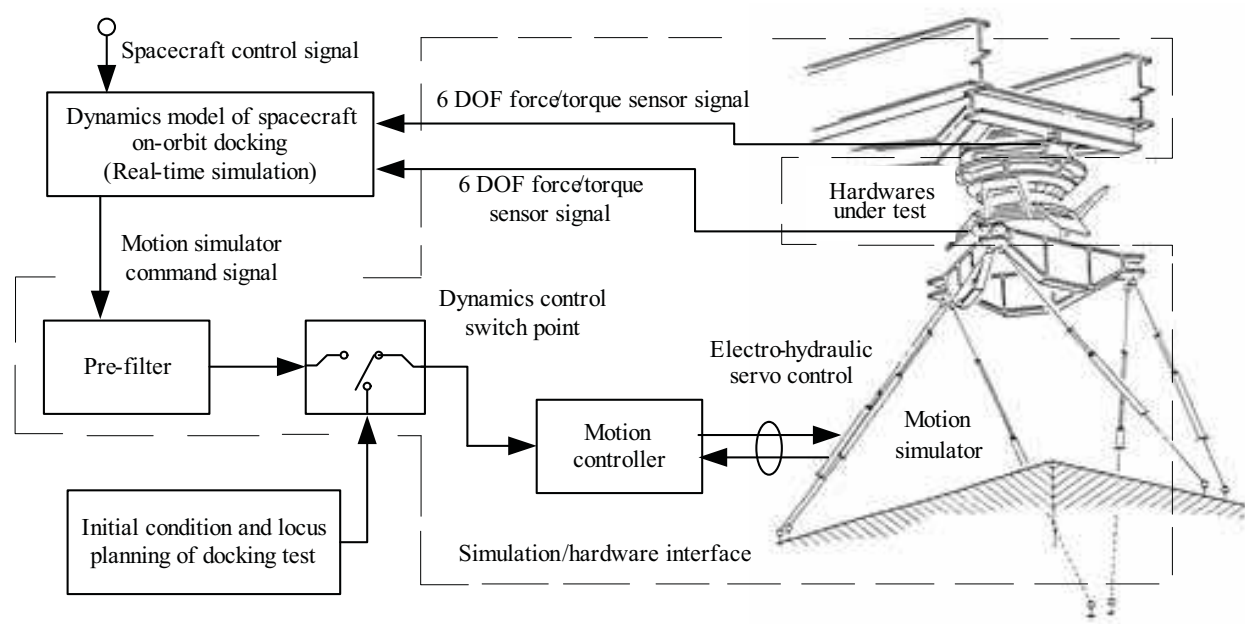 Spacecraft control signal
Dynamics model of spacecraft
on-orbit docking
(Real-time simulation)
6 DOF force/torque sensor signal
6 DOF force/torque
sensor signal
Hardwares
under test
Motion simulator
command signal
Dynamics control
switch point
Pre-filter
Electro-hydraulic
servo control
Motion
controller
Motion
simulator
Initial condition and locus
planning of docking test
Simulation/hardware interface